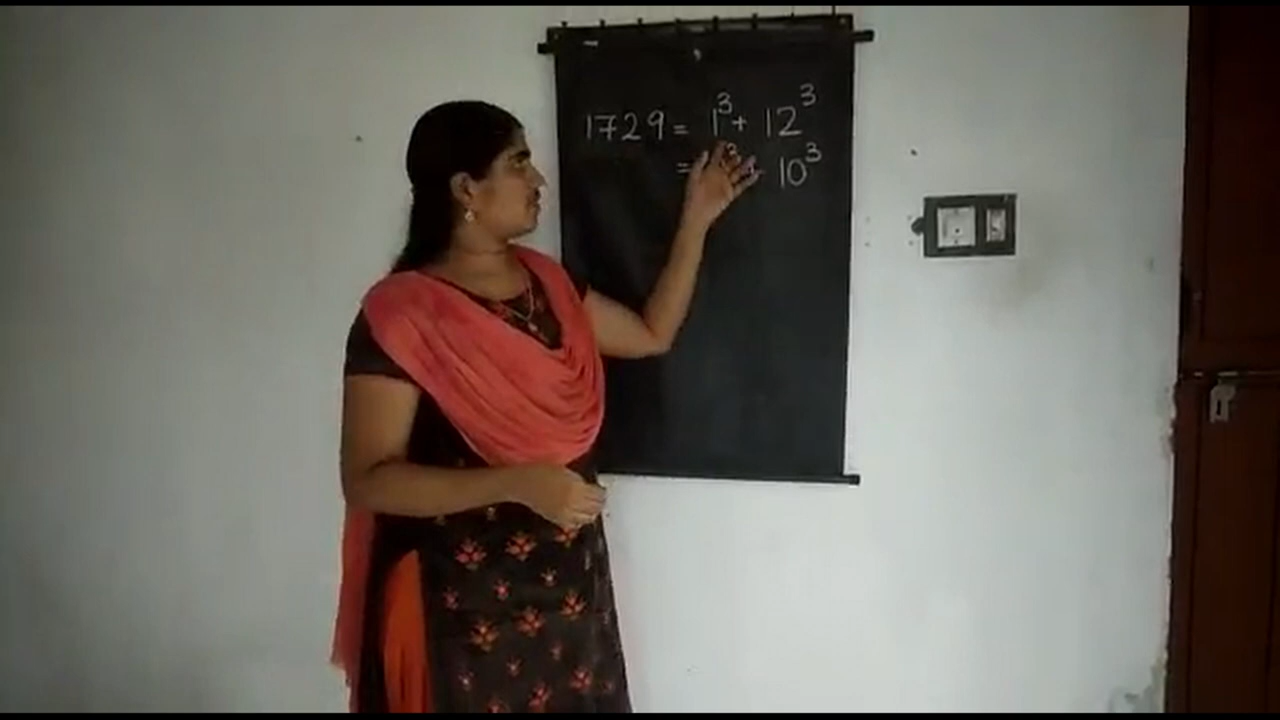 1729 = 1³ + 12³
= ³ + 10³